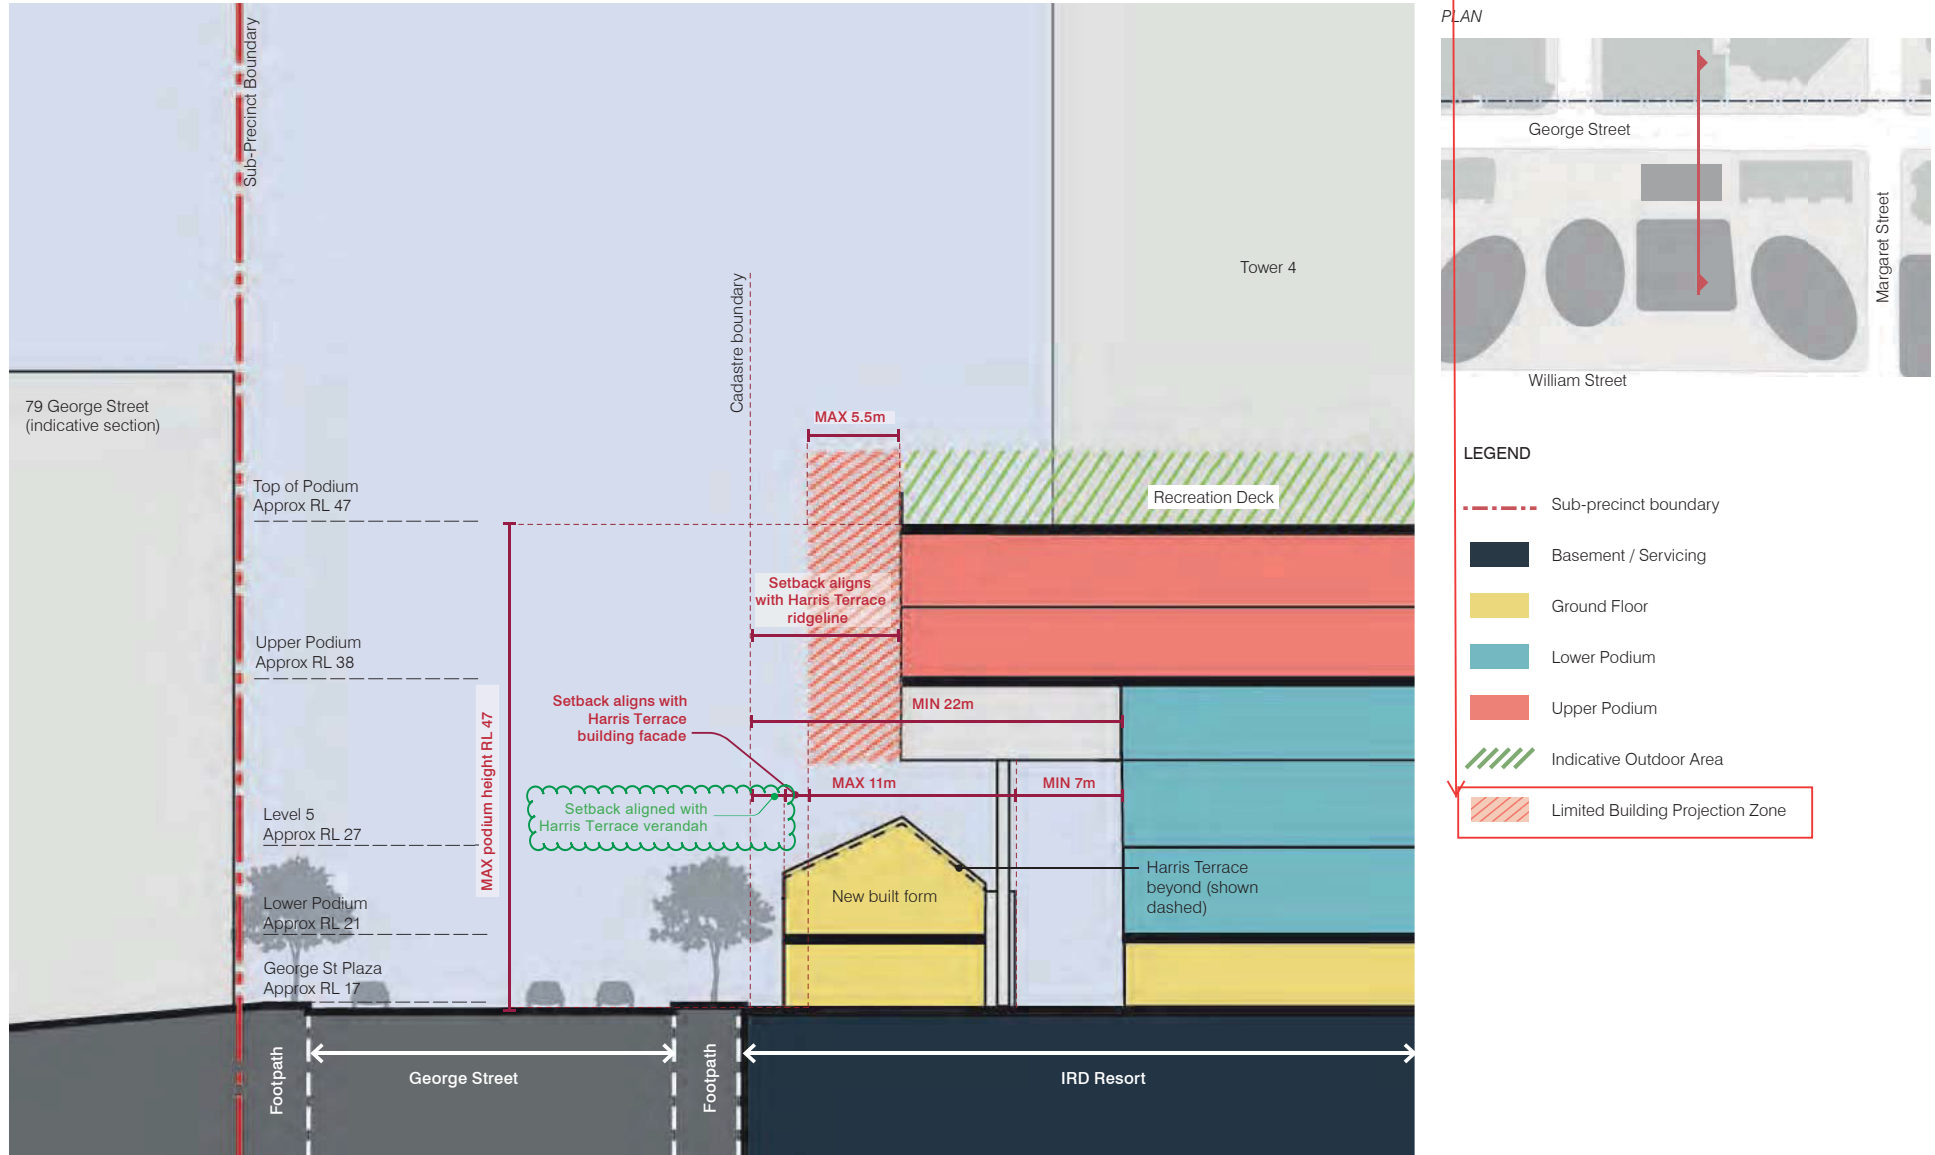 Sub-Precinct Boundary
79 George Street
(indicative section)
Top of Podium
Approx RL 47
Upper Podium
Approx RL 38
Level 5
Approx RL 27
Lower Podium
Approx RL 21
George St Plaza
Approx RL 17
MAX podium height RL 47
Cadastre boundary
Tower 4
MAX 5.5m
Recreation Deck
Setback aligns
with Harris Terrace
ridgeline
Setback aligns with
Harris Terrace
building facade
MIN 22m
MAX 11m
MIN 7m
Setback aligned with
Harris Terrace verandah
New built form
Harris Terrace
beyond (shown
dashed)
Footpath
George Street
Footpath
IRD Resort
PLAN
George Street
Margaret Street
William Street
LEGEND
Sub-precinct boundary
Basement / Servicing
Ground Floor
Lower Podium
Upper Podium
Indicative Outdoor Area
Limited Building Projection Zone